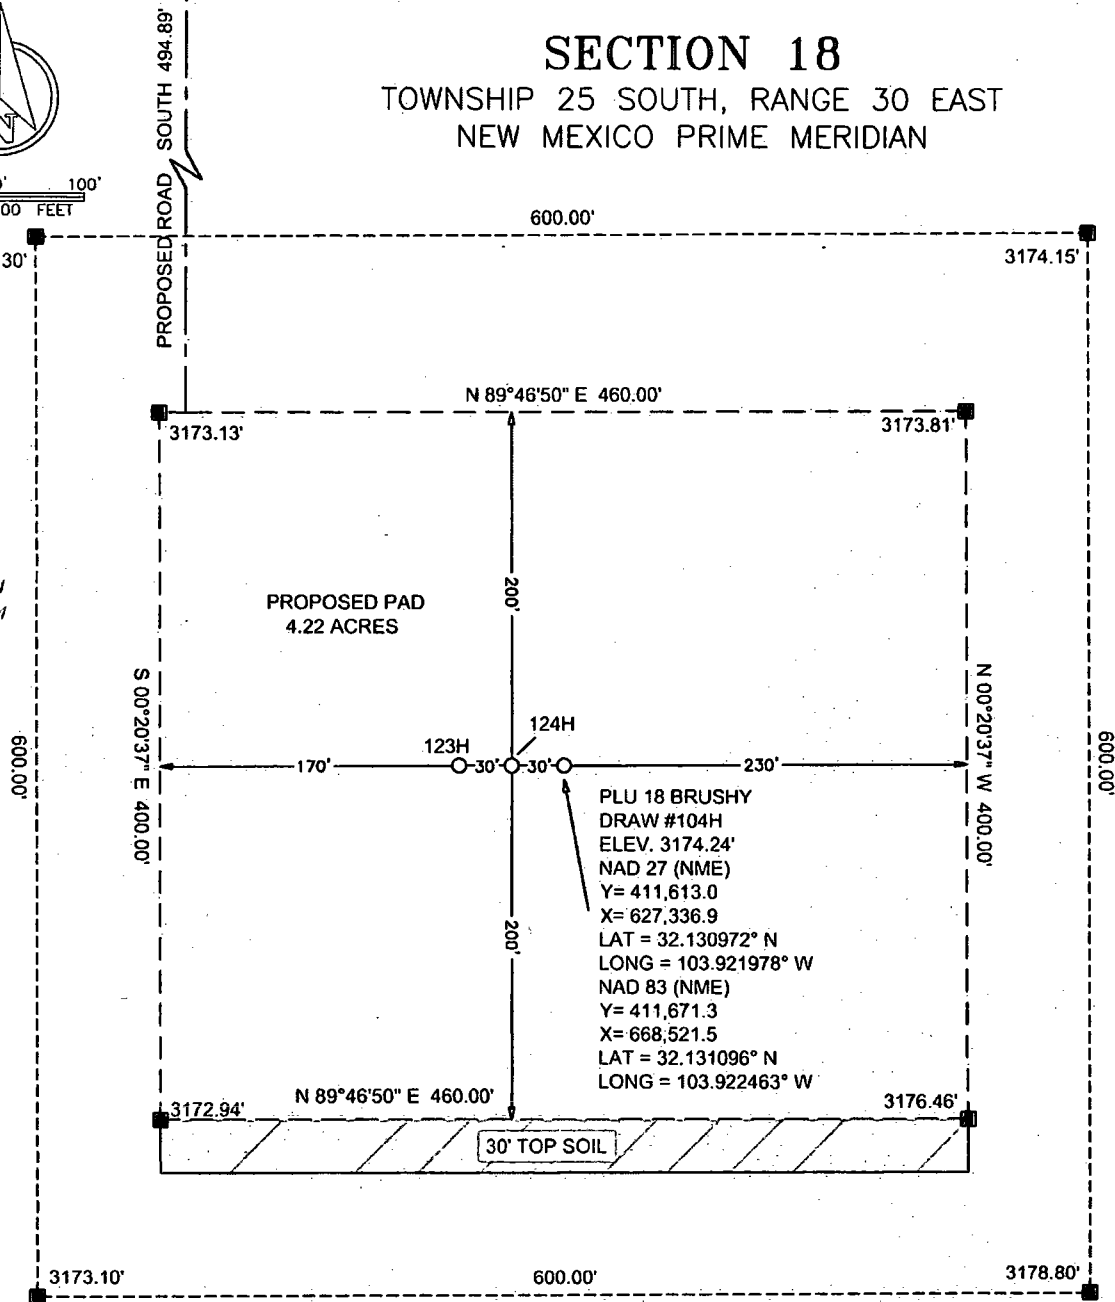 SECTION 18
TOWNSHIP 25 SOUTH, RANGE 30 EAST
NEW MEXICO PRIME MERIDIAN
PROPOSED ROAD SOUTH 494.89'
N
100'
00 FEET
600.00'
30'
3174.15'
N 89°46'50" E 460.00'
3173.13'
3173.81'
200'
PROPOSED PAD
4.22 ACRES
S 00°20'37" E 400.00'
N 00°20'37" W 400.00'
600.00'
600.00'
123H
124H
170'
30'
30'
230'
PLU 18 BRUSHY
DRAW #104H
ELEV. 3174.24'
NAD 27 (NME)
Y= 411,613.0
X= 627,336.9
LAT = 32.130972° N
LONG = 103.921978° W
NAD 83 (NME)
Y= 411,671.3
X= 668,521.5
LAT = 32.131096° N
LONG = 103.922463° W
200'
N 89°46'50" E 460.00'
3172.94'
3176.46'
30' TOP SOIL
3173.10'
600.00'
3178.80'